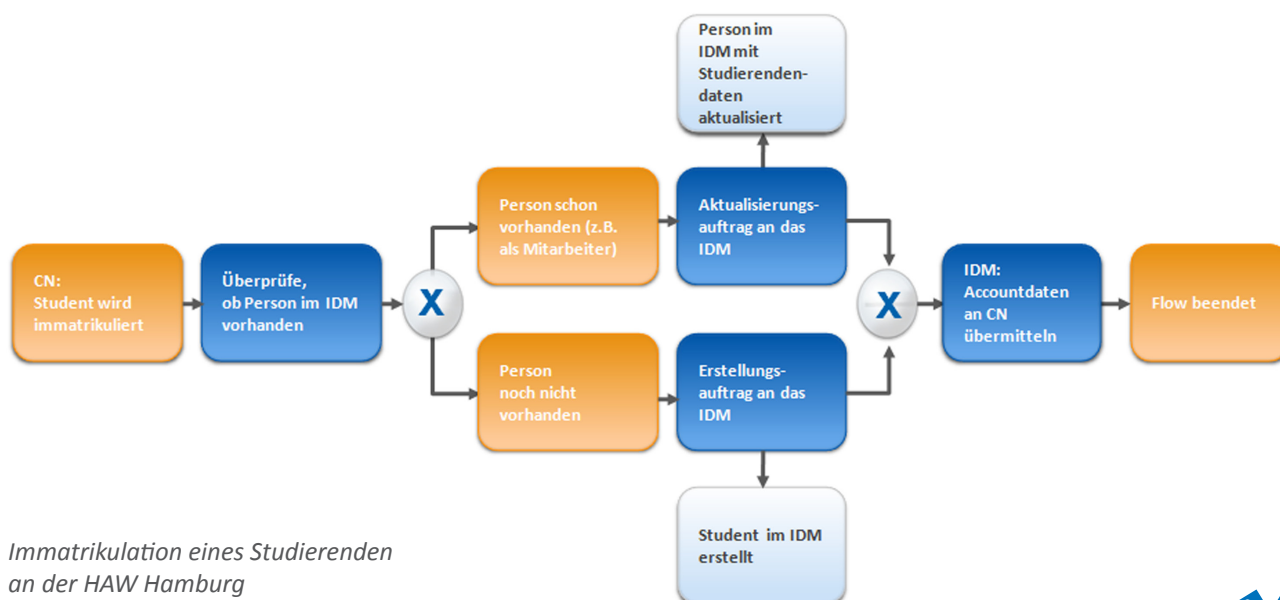 Person im
IDM mit
Studierenden-
daten
aktualisiert
CN:
Student wird
immatrikuliert
Überprüfe,
ob Person im IDM
vorhanden
X
Person schon
vorhanden (z.B.
als Mitarbeiter)
Aktualisierungs-
auftrag an das
IDM
Person
noch nicht
vorhanden
Erstellungs-
auftrag an das
IDM
X
IDM:
Accountdaten
an CN
übermitteln
Flow beendet
Student im IDM
erstellt
Immatrikulation eines Studierenden
an der HAW Hamburg